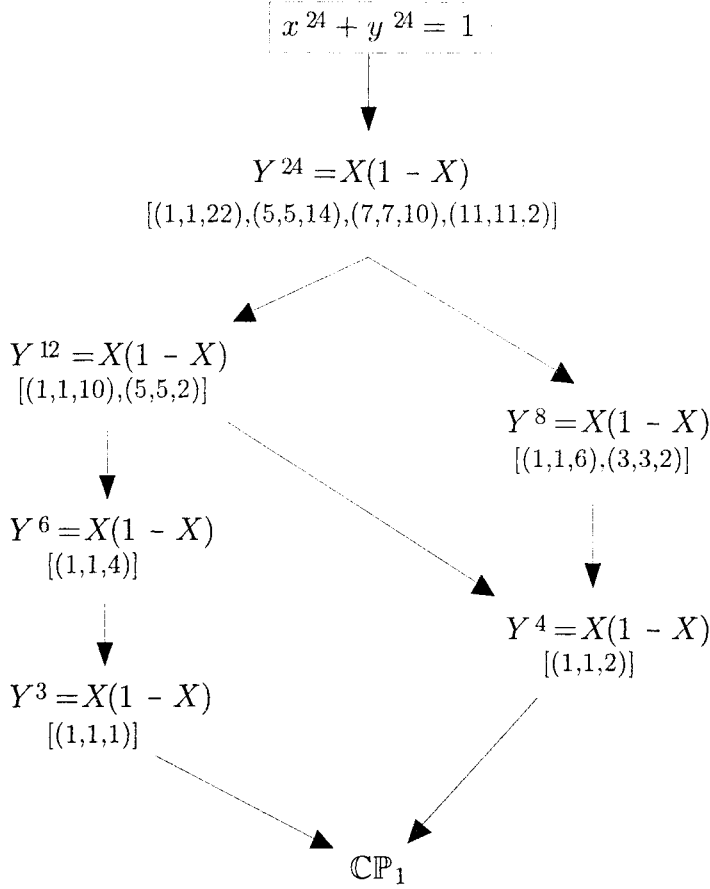 x^24 + y^24 = 1
Y^24 = X(1 - X)
[(1,1,22),(5,5,14),(7,7,10),(11,11,2)]
Y^12 = X(1 - X)
[(1,1,10),(5,5,2)]
Y^8 = X(1 - X)
[(1,1,6),(3,3,2)]
Y^6 = X(1 - X)
[(1,1,4)]
Y^4 = X(1 - X)
[(1,1,2)]
Y^3 = X(1 - X)
[(1,1,1)]
ℂℙ₁